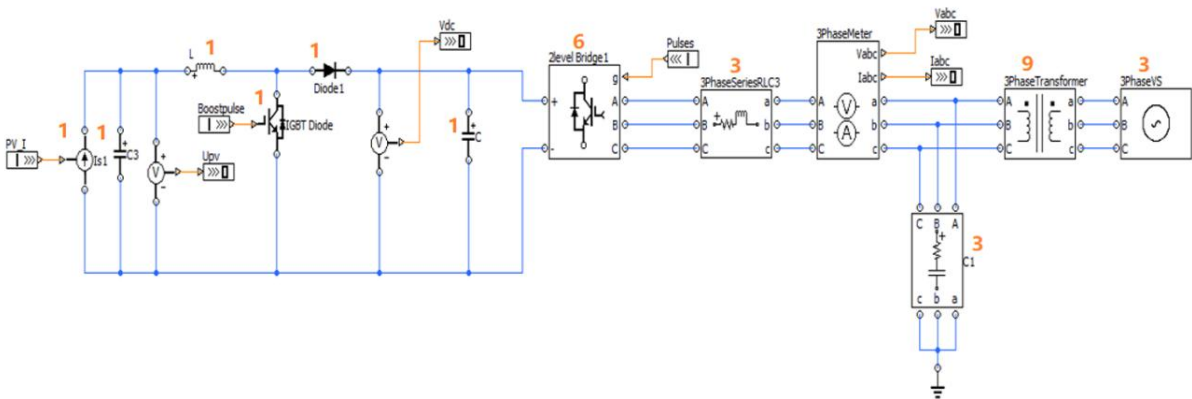 Vdc
Vabc
3PhaseMeter
Pulses
6
2level Bridge1
g
+
A
B
C
-
3
3PhaseSeriesRLC3
A
B
C
+
a
b
c
A
B
C
V
A
Vabc
Iabc
a
b
c
Iabc
9
3PhaseTransformer
A
B
C
a
b
c
3
3PhaseVS
A
B
C
L
1
+
1
Diode1
Boostpulse
1
IGBT Diode
1
+
C
+
-
PV_I
1
Is1
1
+
C3
+
-
Upv
C
B
A
+
3
C1
c
b
a